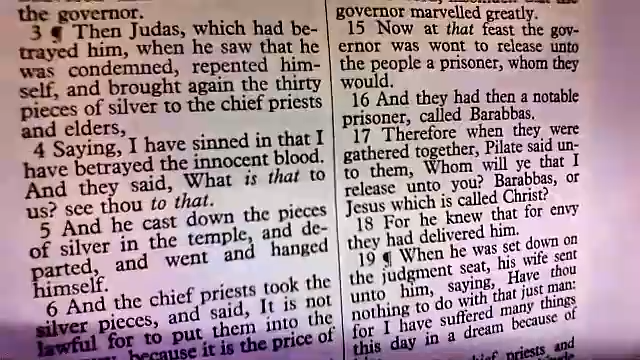 the governor.
3 ¶ Then Judas, which had be-
trayed him, when he saw that he
was condemned, repented him-
self, and brought again the thirty
pieces of silver to the chief priests
and elders,
4 Saying, I have sinned in that I
have betrayed the innocent blood.
And they said, What is that to
us? see thou to that.
5 And he cast down the pieces
of silver in the temple, and de-
parted, and went and hanged
himself.
6 And the chief priests took the
silver pieces, and said, It is not
lawful for to put them into the
because it is the price of
governor marvelled greatly.
15 Now at that feast the gov-
ernor was wont to release unto
the people a prisoner, whom they
would.
16 And they had then a notable
prisoner, called Barabbas.
17 Therefore when they were
gathered together, Pilate said un-
to them, Whom will ye that I
release unto you? Barabbas, or
Jesus which is called Christ?
18 For he knew that for envy
they had delivered him.
19 ¶ When he was set down on
the judgment seat, his wife sent
unto him, saying, Have thou
nothing to do with that just man:
for I have suffered many things
this day in a dream because of
priests and